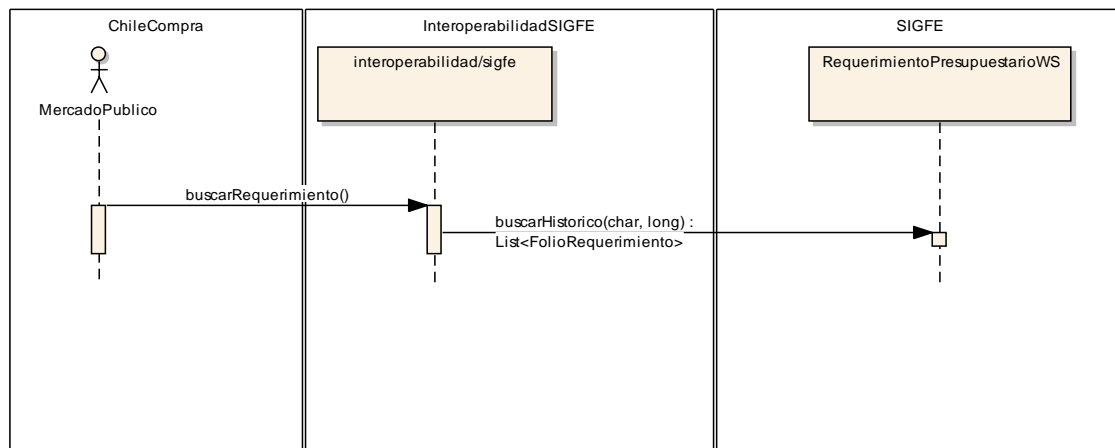 ChileCompra
InteroperabilidadSIGFE
SIGFE
MercadoPublico
interoperabilidad/sigfe
RequerimientoPresupuestarioWS
buscarRequerimiento()
buscarHistorico(char, long) :
List<FolioRequerimiento>